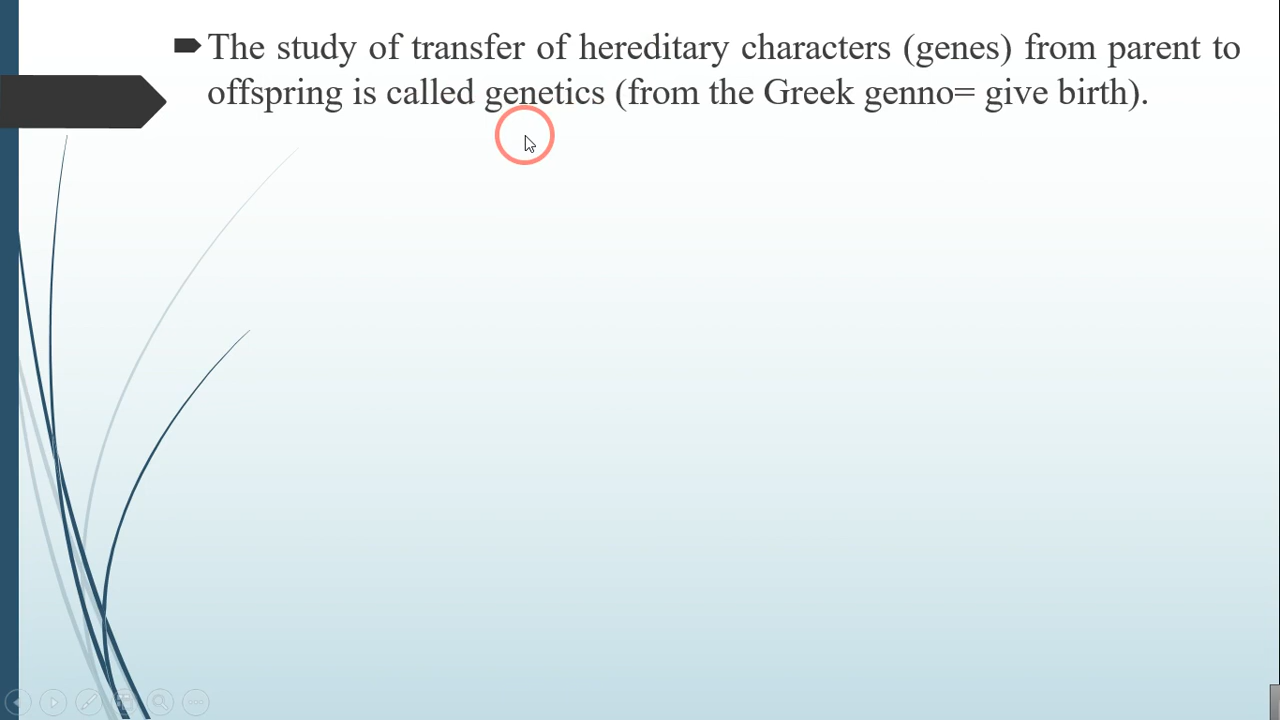 The study of transfer of hereditary characters (genes) from parent to
offspring is called genetics (from the Greek genno= give birth).